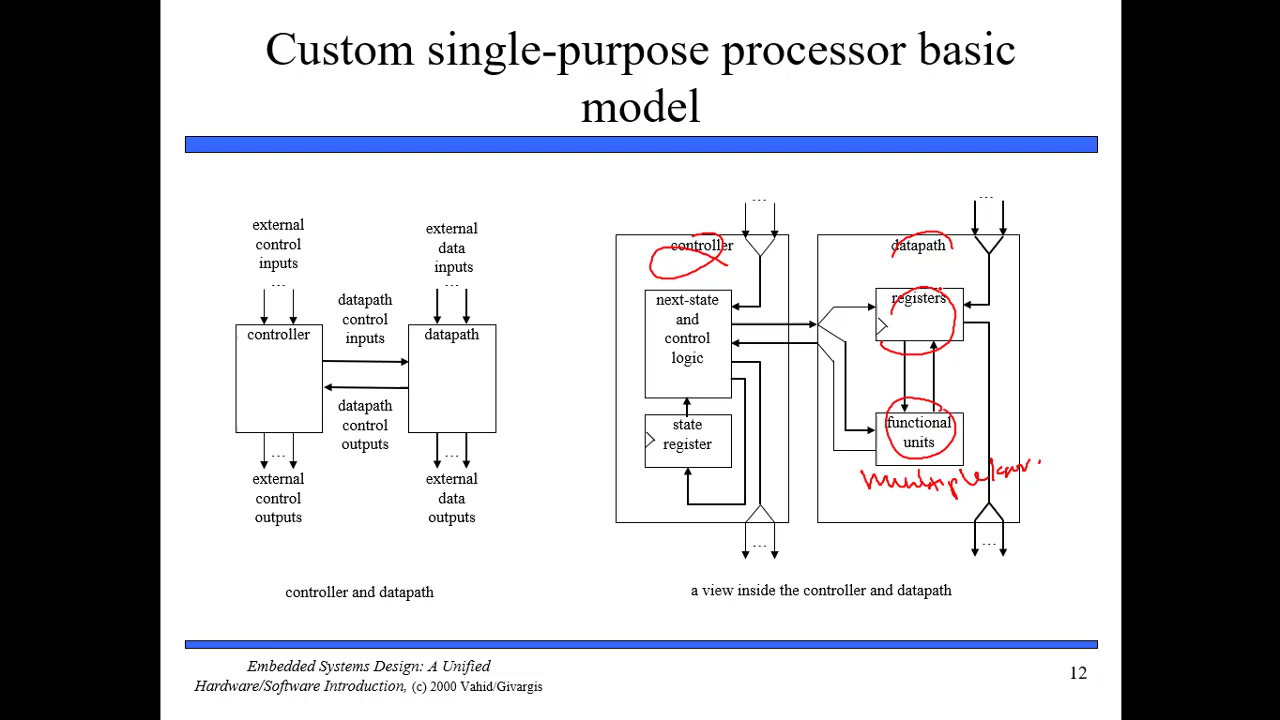 Custom single-purpose processor basic
model
external
control
inputs
...
external
data
inputs
...
datapath
control
inputs
controller
datapath
datapath
control
outputs
...
...
external
control
outputs
external
data
outputs
controller and datapath
...
...
controller
datapath
next-state
and
control
logic
registers
state
register
functional
units
...
...
a view inside the controller and datapath
Embedded Systems Design: A Unified
Hardware/Software Introduction, (c) 2000 Vahid/Givargis
12